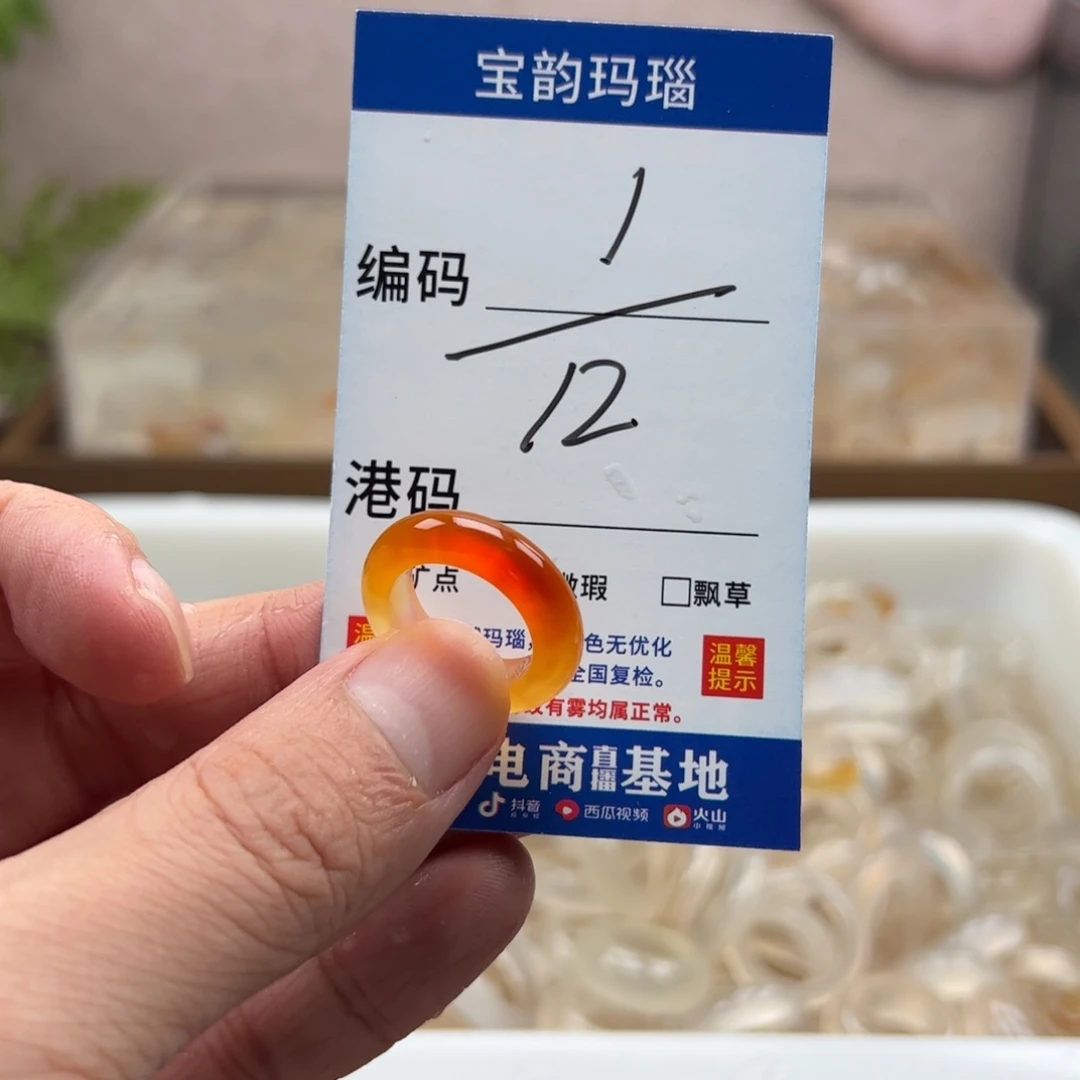 宝韵玛瑙
编码 1
12
港码
矿点 微瑕 □飘草
玛瑙, 色无优化 温馨
全国复检。 提示
有雾均属正常。
电商直播基地
抖音 西瓜视频 火山